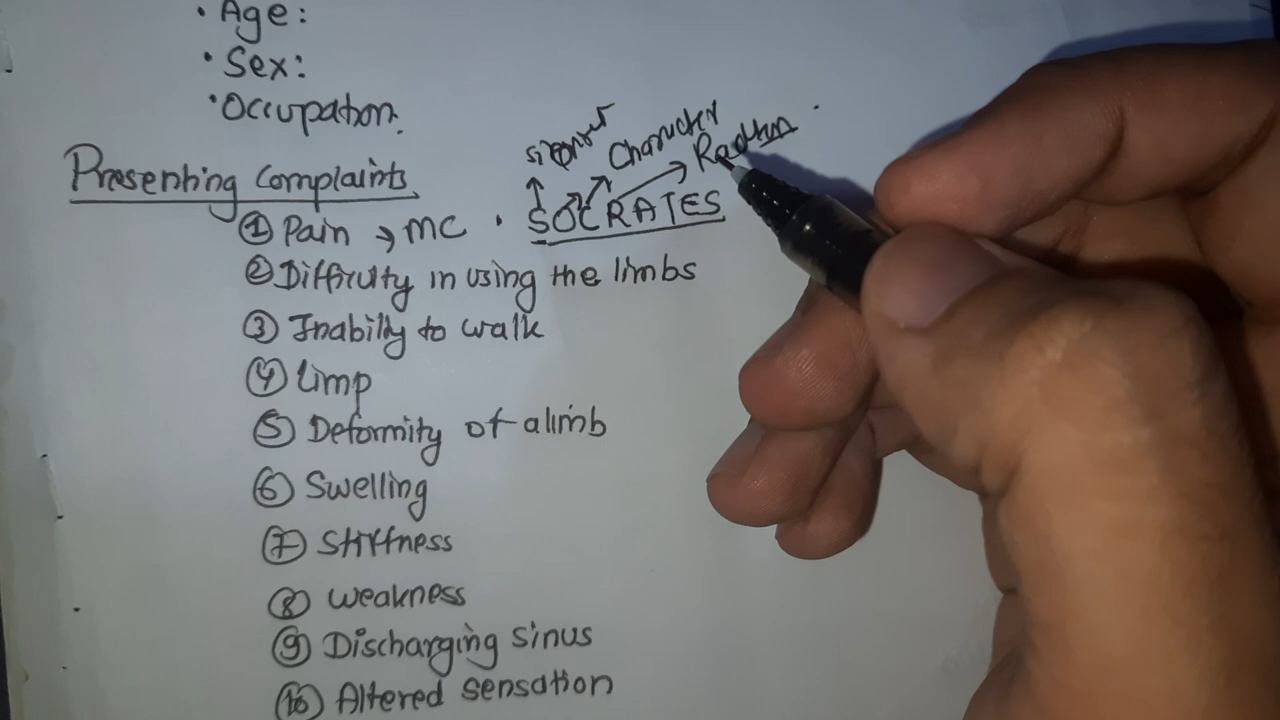 • Age:
• Sex:
• Occupation:
Character
Presenting Complaints
① Pain → MC • SOCRATES
② Difficulty in using the limbs
③ Inability to walk
④ Limp
⑤ Deformity of a limb
⑥ Swelling
⑦ Stiffness
⑧ Weakness
⑨ Discharging sinus
⑩ Altered sensation